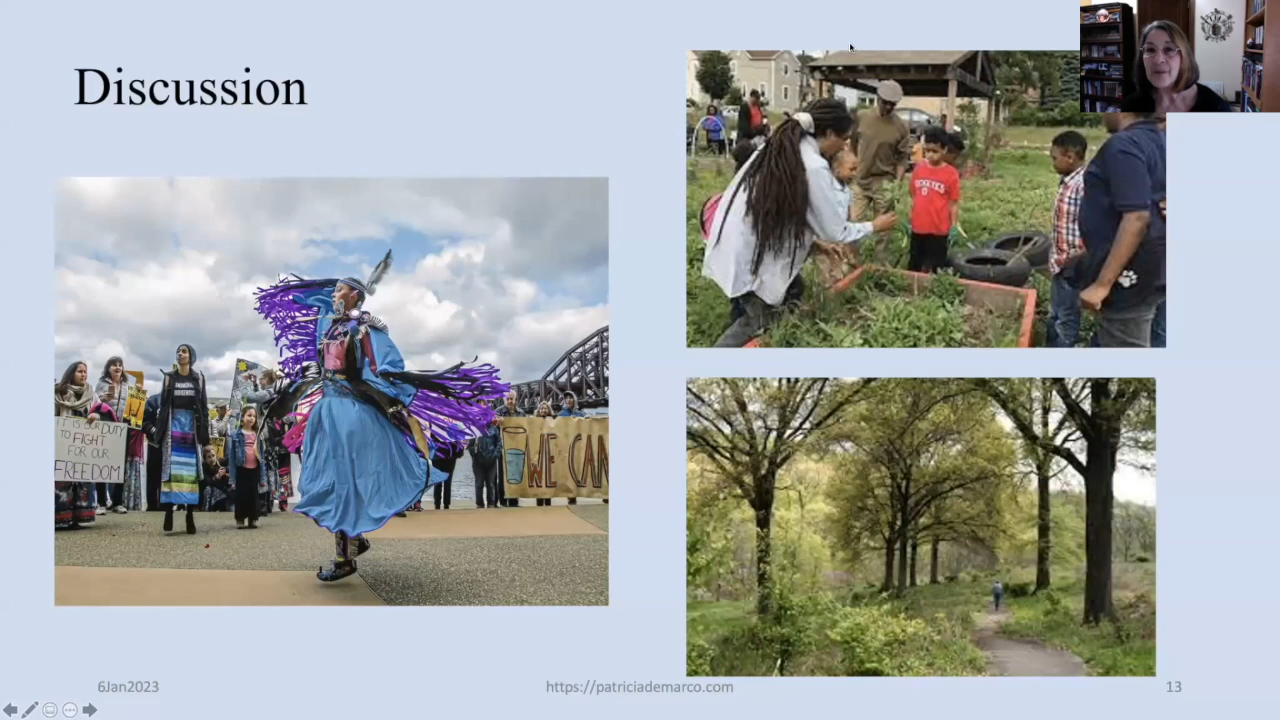 Discussion
IT IS OUR DUTY
TO FIGHT
FOR OUR
FREEDOM
WE CAN
6Jan2023
https://patriciademarco.com
13